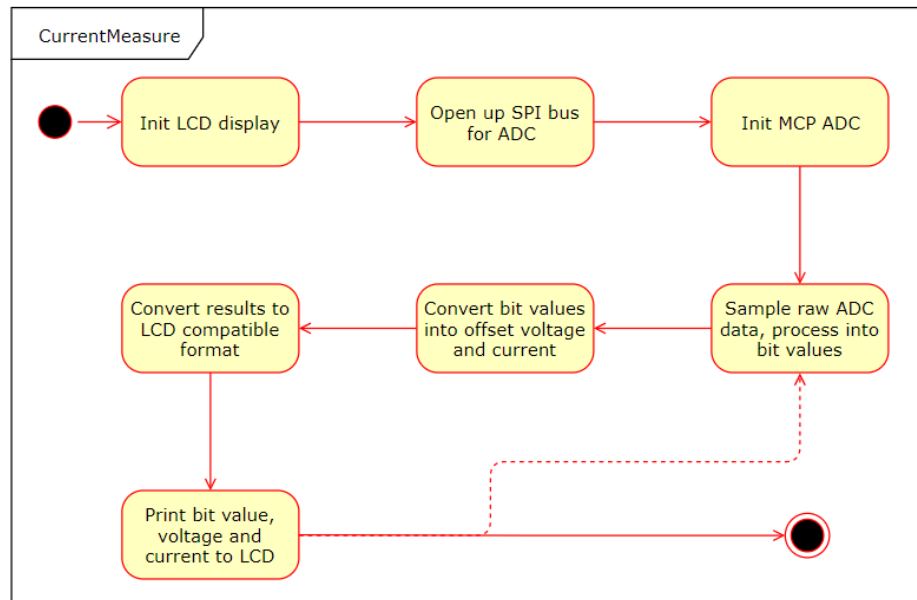 CurrentMeasure
Init LCD display
Open up SPI bus
for ADC
Init MCP ADC
Sample raw ADC
data, process into
bit values
Convert bit values
into offset voltage
and current
Convert results to
LCD compatible
format
Print bit value,
voltage and
current to LCD